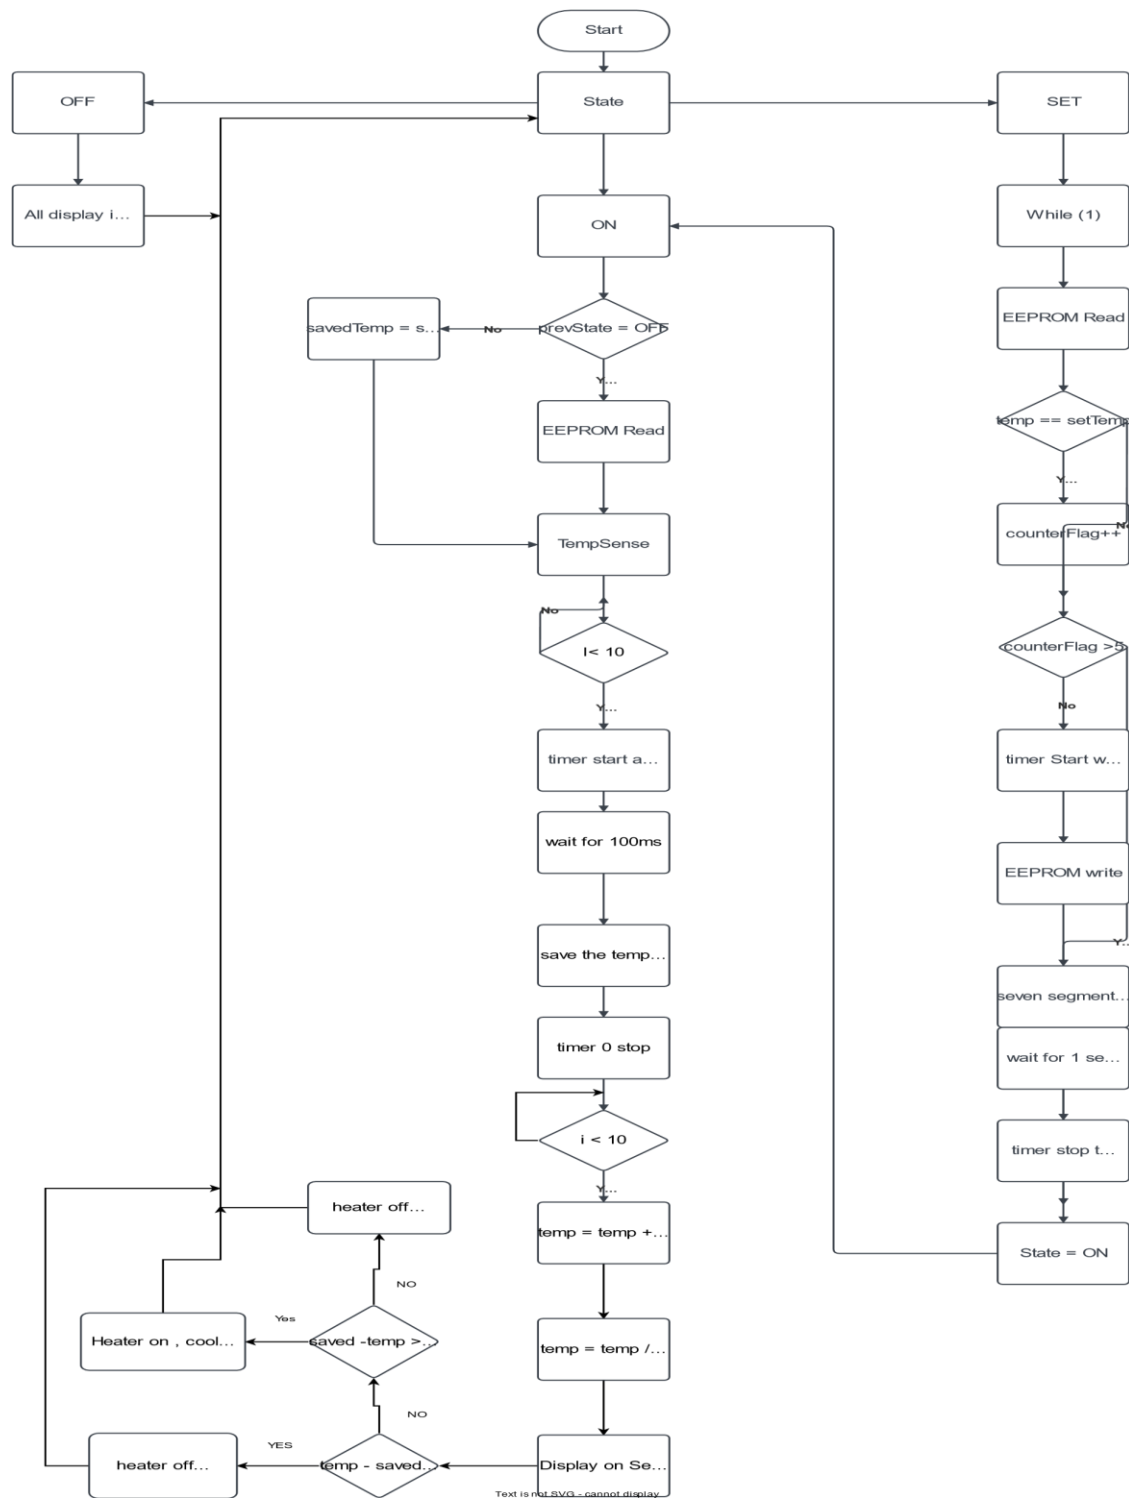 Start
OFF
State
SET
All display i...
ON
While (1)
savedTemp = s...
No
prevState = OFF
Y...
EEPROM Read
EEPROM Read
temp == setTemp
Y...
No
counterFlag++
TempSense
No
I< 10
Y...
counterFlag >5
No
timer start a...
timer Start w...
wait for 100ms
EEPROM write
Y...
save the temp...
seven segment...
timer 0 stop
wait for 1 se...
i < 10
timer stop t...
Y...
heater off...
temp = temp +...
State = ON
NO
Yes
Heater on , cool...
saved -temp >...
temp = temp /...
NO
YES
heater off...
temp - saved...
Display on Se...
Text is not SVG - cannot display